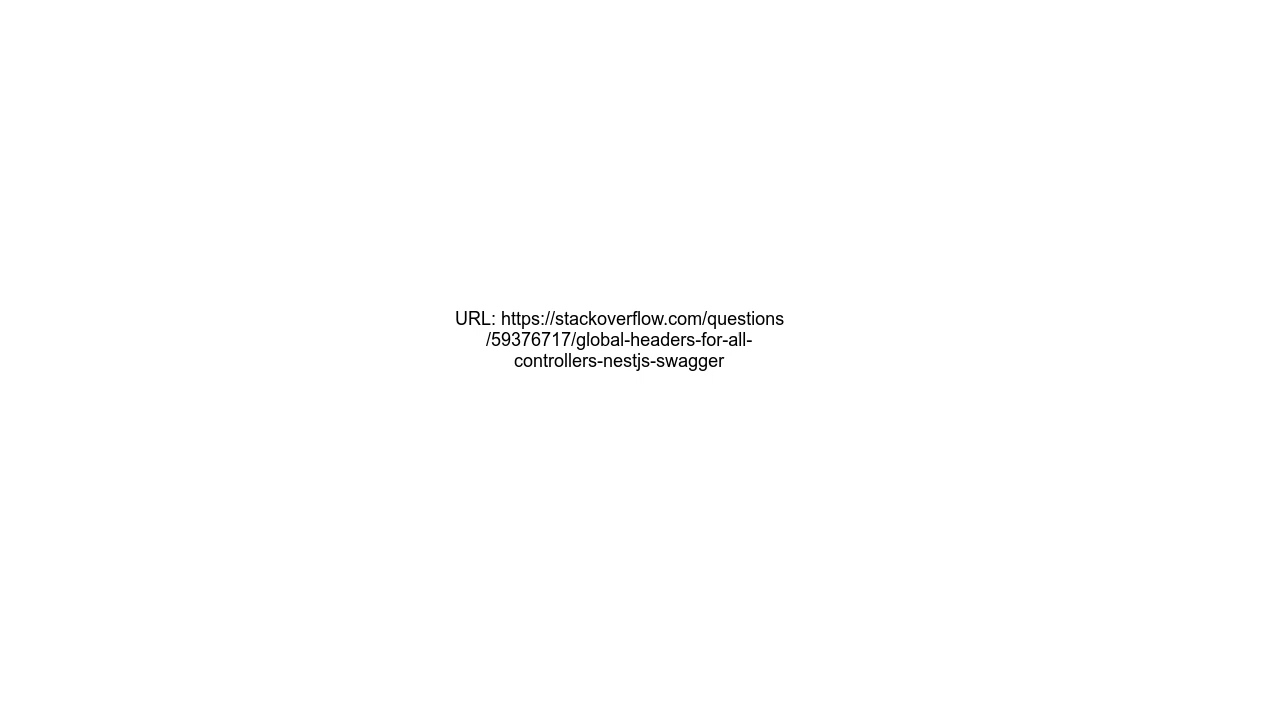 URL: https://stackoverflow.com/questions
/59376717/global-headers-for-all-
controllers-nestjs-swagger